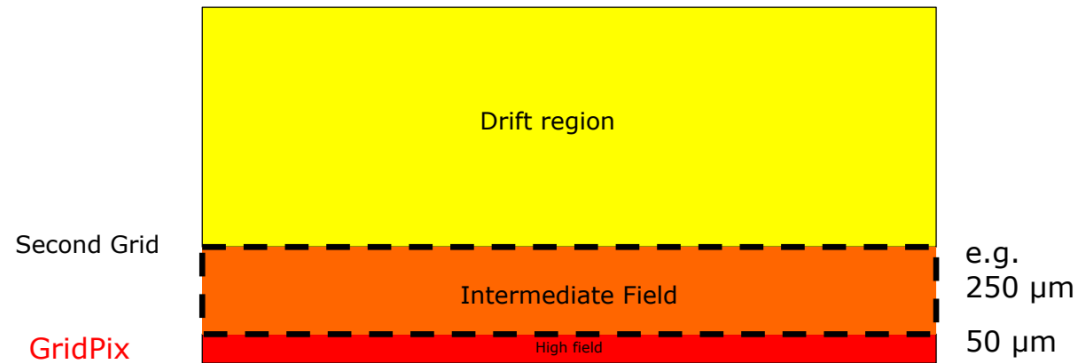 Drift region
Second Grid
e.g.
250 μm
Intermediate Field
50 μm
GridPix
High field